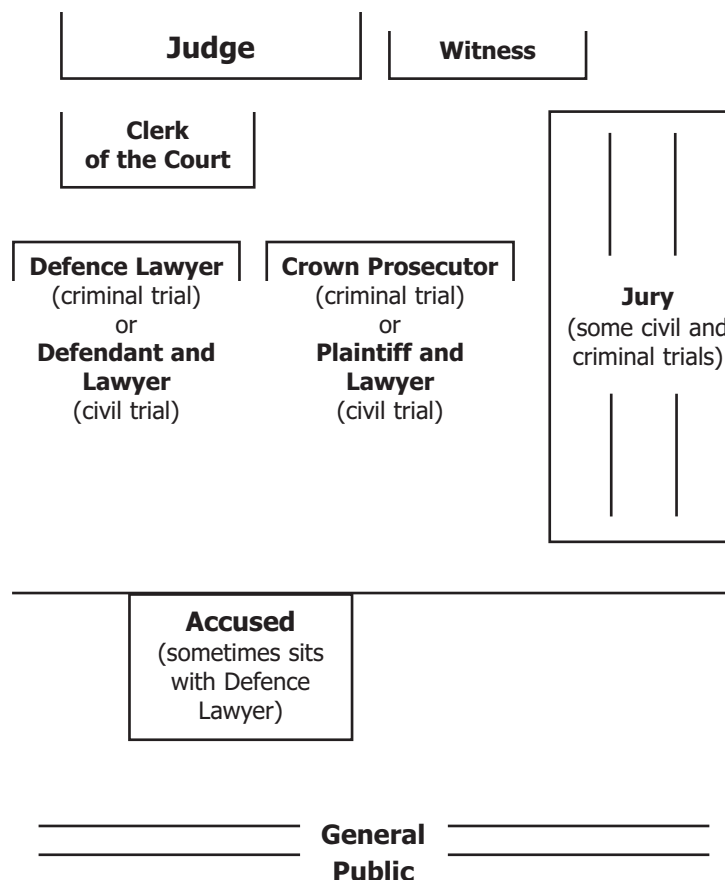 Judge
Witness
Clerk
of the Court
Defence Lawyer
(criminal trial)
or
Defendant and
Lawyer
(civil trial)
Crown Prosecutor
(criminal trial)
or
Plaintiff and
Lawyer
(civil trial)
Jury
(some civil and
criminal trials)
Accused
(sometimes sits
with Defence
Lawyer)
General
Public